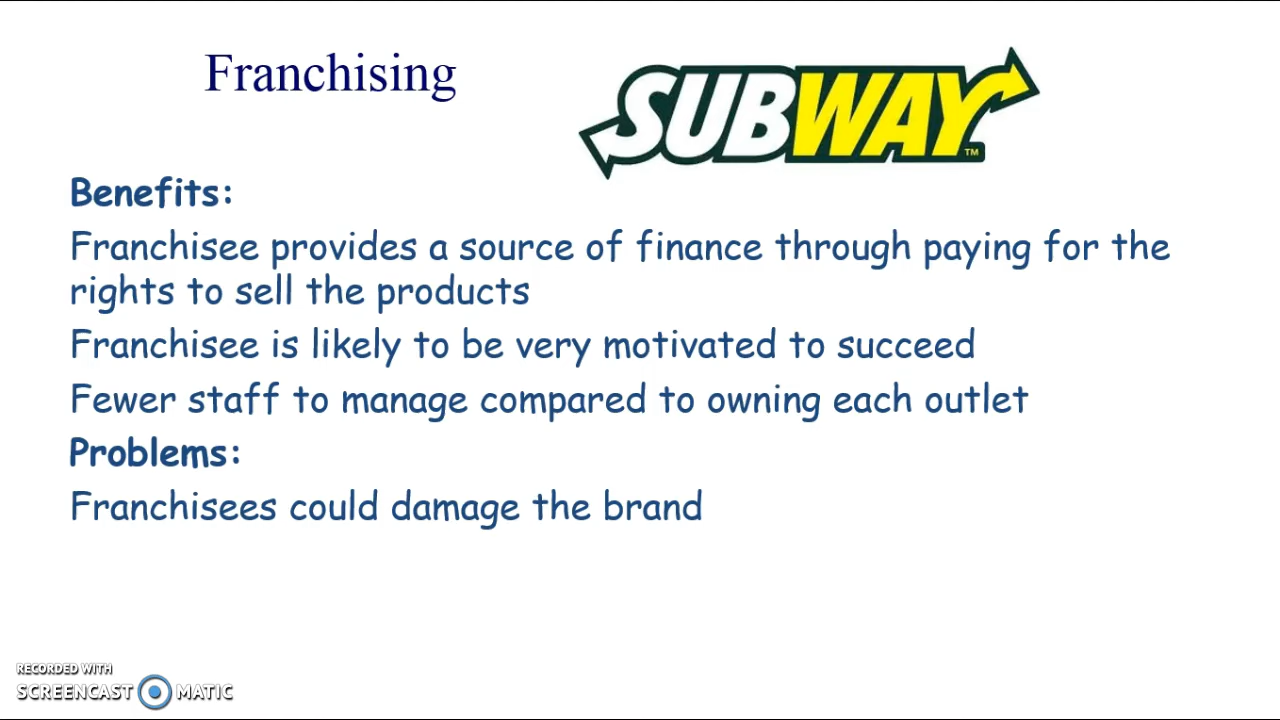 Franchising
SUBWAY™
Benefits:
Franchisee provides a source of finance through paying for the
rights to sell the products
Franchisee is likely to be very motivated to succeed
Fewer staff to manage compared to owning each outlet
Problems:
Franchisees could damage the brand
RECORDED WITH
SCREENCAST MATIC